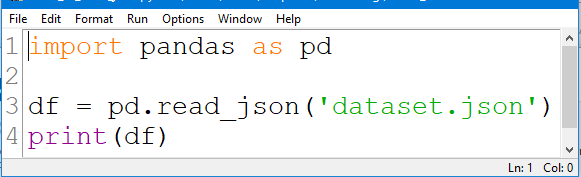 File Edit Format Run Options Window Help
1 import pandas as pd
2
3 df = pd.read_json('dataset.json')
4 print(df)
Ln: 1 Col: 0